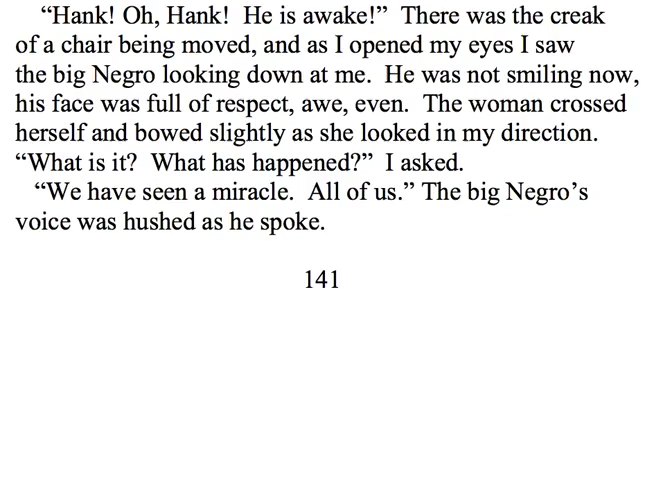 “Hank! Oh, Hank!  He is awake!”  There was the creak
of a chair being moved, and as I opened my eyes I saw
the big Negro looking down at me.  He was not smiling now,
his face was full of respect, awe, even.  The woman crossed
herself and bowed slightly as she looked in my direction.
“What is it?  What has happened?”  I asked.
“We have seen a miracle.  All of us.” The big Negro’s
voice was hushed as he spoke.
141